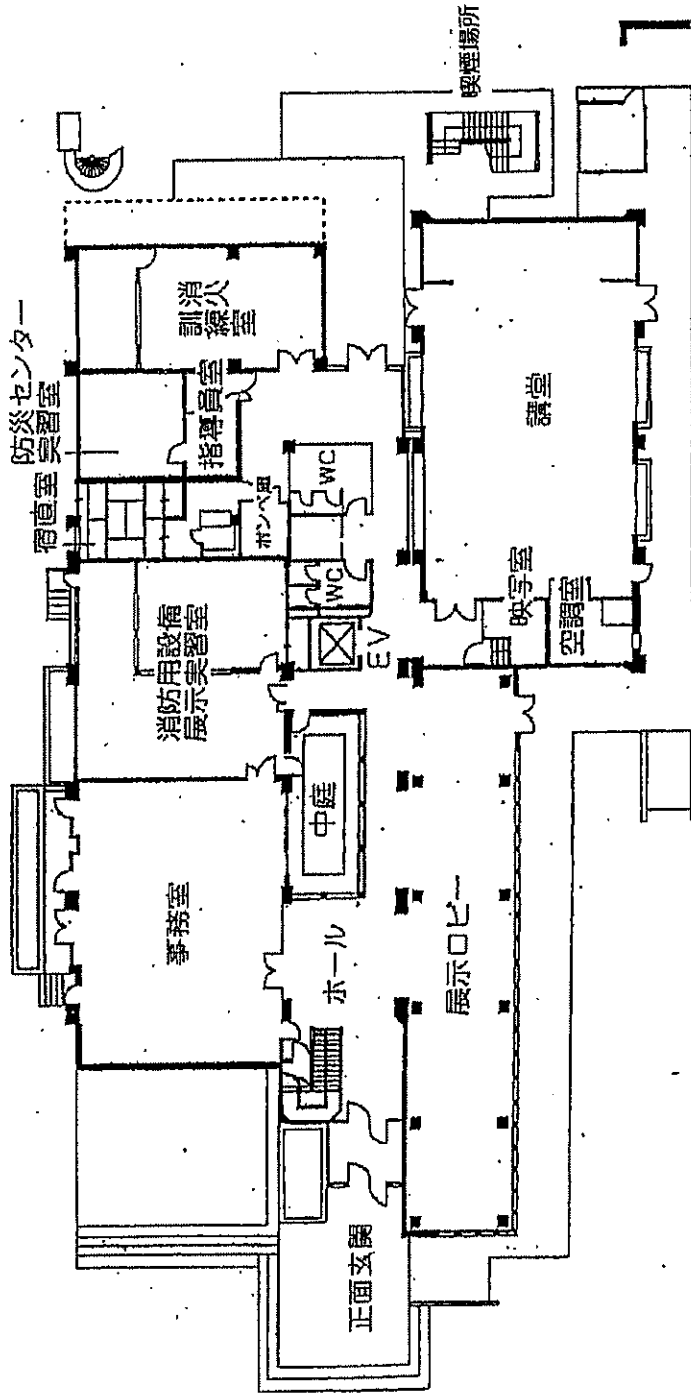 防災センター
実習室
宿直室
指導員室
消火
訓練室
ボンベ庫
WC
WC
EV
消防用設備
展示実習室
事務室
中庭
ホール
展示ロビー
正面玄関
映写室
空調室
講堂
喫煙場所